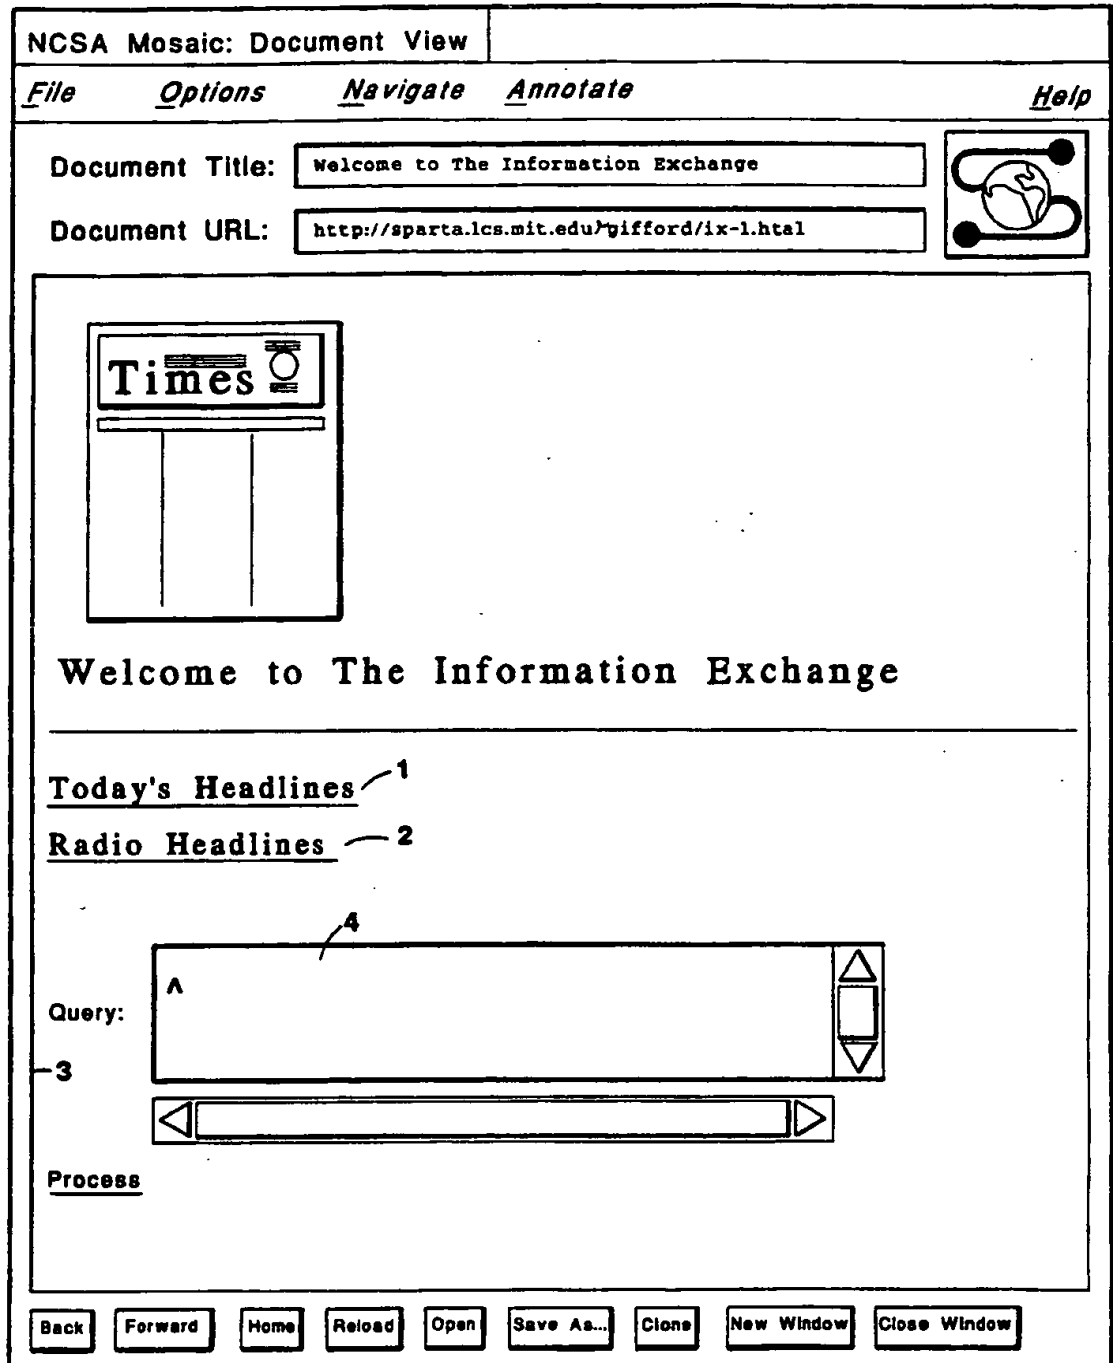 NCSA Mosaic: Document View
File Options Navigate Annotate Help
Document Title: Welcome to The Information Exchange
Document URL: http://sparta.lcs.mit.edu/~gifford/ix-1.htal
Times
Welcome to The Information Exchange
Today's Headlines 1
Radio Headlines 2
4
^
Query:
3
Process
Back Forward Home Reload Open Save As... Clone New Window Close Window